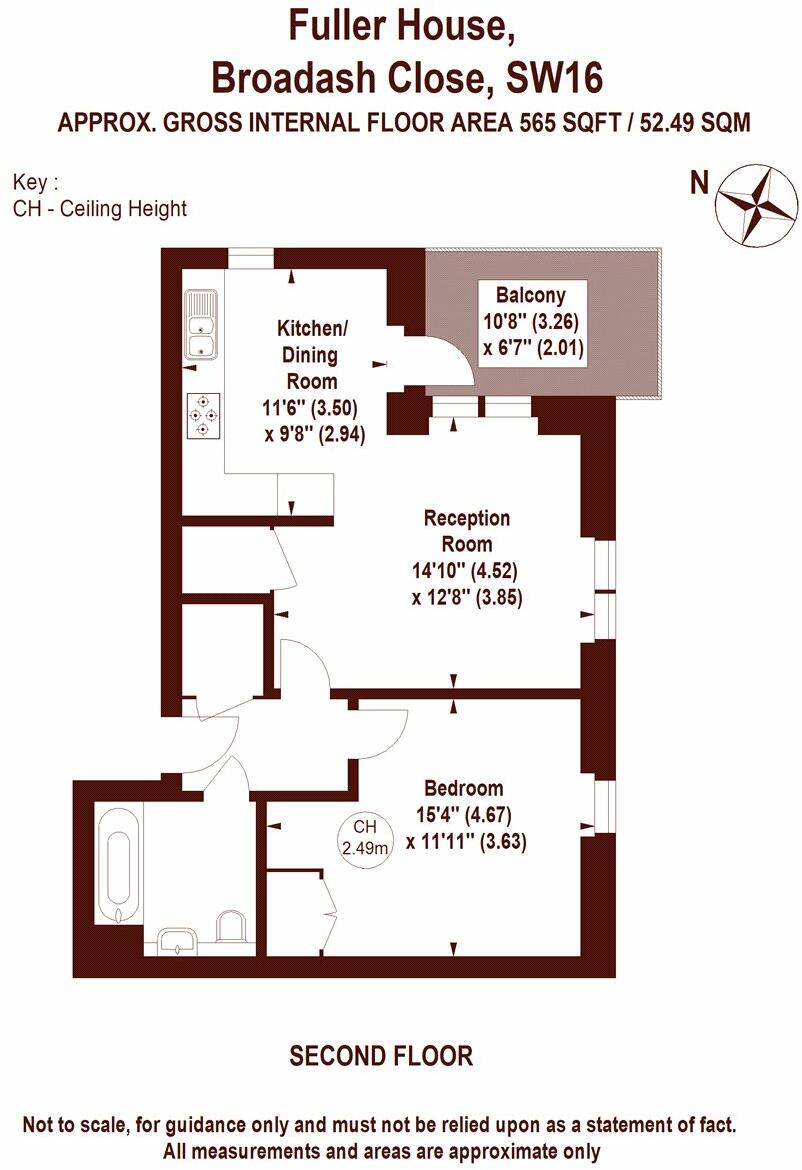 Fuller House,
Broadash Close, SW16
APPROX. GROSS INTERNAL FLOOR AREA 565 SQFT / 52.49 SQM
Key :
CH - Ceiling Height
N
Balcony
10'8" (3.26)
x 6'7" (2.01)
Kitchen/
Dining
Room
11'6" (3.50)
x 9'8" (2.94)
Reception
Room
14'10" (4.52)
x 12'8" (3.85)
Bedroom
15'4" (4.67)
x 11'11" (3.63)
CH
2.49m
SECOND FLOOR
Not to scale, for guidance only and must not be relied upon as a statement of fact.
All measurements and areas are approximate only